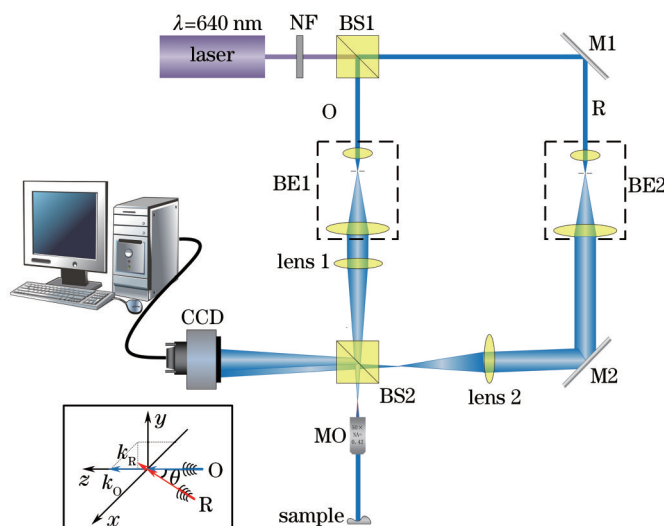 λ=640 nm
NF
BS1
M1
laser
O
R
BE1
BE2
lens 1
CCD
BS2
lens 2
M2
MO
sample
y
k_R
O
z
k_O
θ
R
x